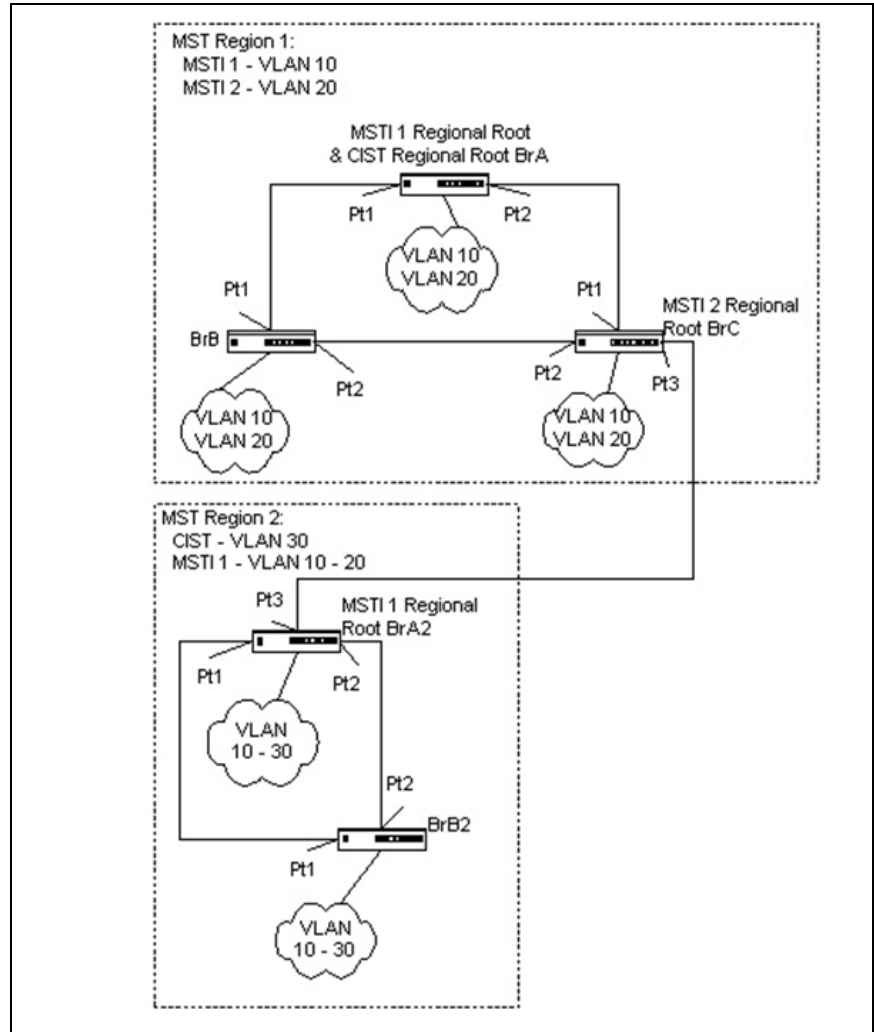 MST Region 1:
MSTI 1 - VLAN 10
MSTI 2 - VLAN 20
MSTI 1 Regional Root
& CIST Regional Root BrA
Pt1
Pt2
VLAN 10
VLAN 20
Pt1
Pt1
MSTI 2 Regional
Root BrC
BrB
Pt2
Pt2
Pt3
VLAN 10
VLAN 20
VLAN 10
VLAN 20
MST Region 2:
CIST - VLAN 30
MSTI 1 - VLAN 10 - 20
Pt3
MSTI 1 Regional
Root BrA2
Pt1
Pt2
VLAN
10 - 30
Pt2
BrB2
Pt1
VLAN
10 - 30